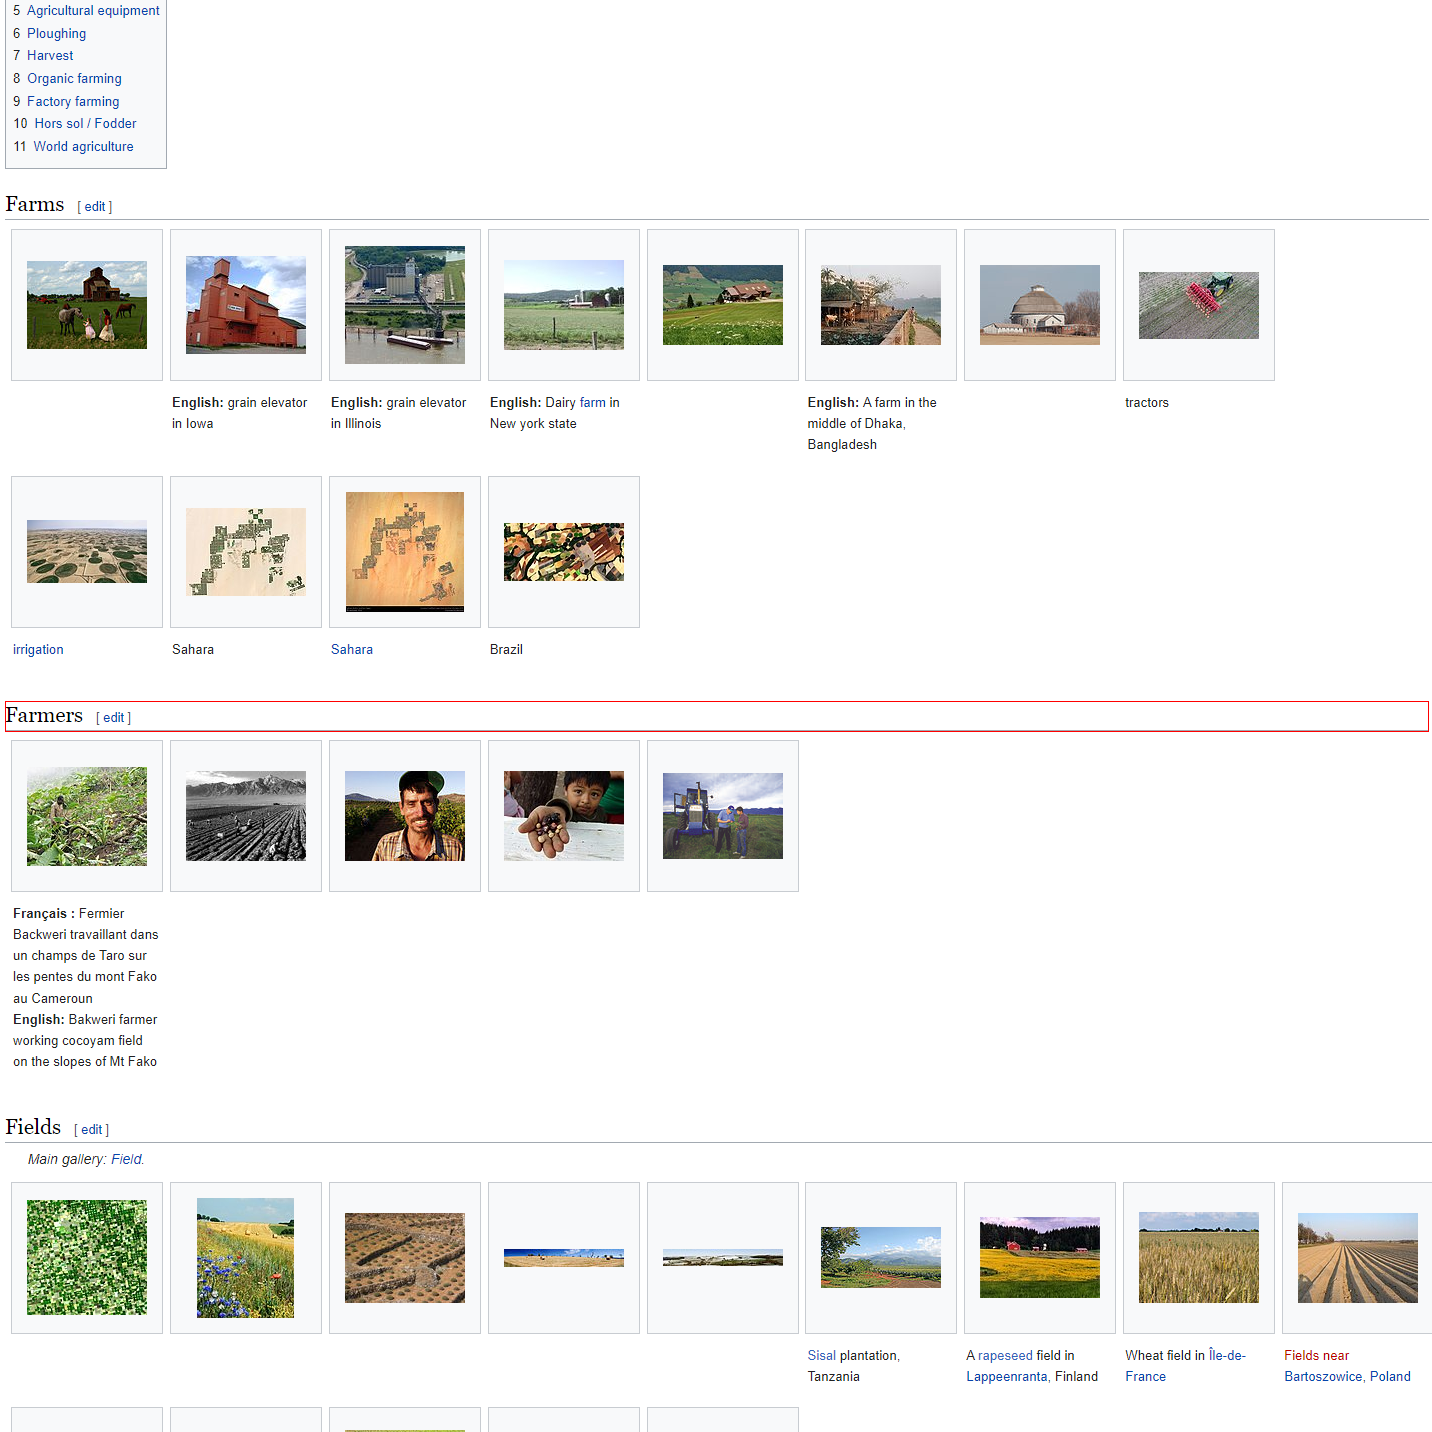 5 Agricultural equipment
6 Ploughing
7 Harvest
8 Organic farming
9 Factory farming
10 Hors sol / Fodder
11 World agriculture
Farms [ edit ]
English: grain elevator
in Iowa
English: grain elevator
in Illinois
English: Dairy farm in
New york state
English: A farm in the
middle of Dhaka,
Bangladesh
tractors
irrigation
Sahara
Sahara
Brazil
Farmers [ edit ]
Français : Fermier
Backweri travaillant dans
un champs de Taro sur
les pentes du mont Fako
au Cameroun
English: Bakweri farmer
working cocoyam field
on the slopes of Mt Fako
Fields [ edit ]
Main gallery: Field.
Sisal plantation,
Tanzania
A rapeseed field in
Lappeenranta, Finland
Wheat field in Île-de-
France
Fields near
Bartoszowice, Poland